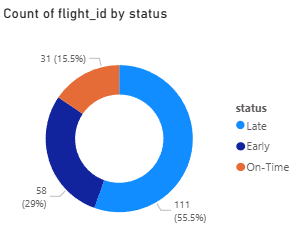 Count of flight_id by status
31 (15.5%)
58
(29%)
111
(55.5%)
status
Late
Early
On-Time